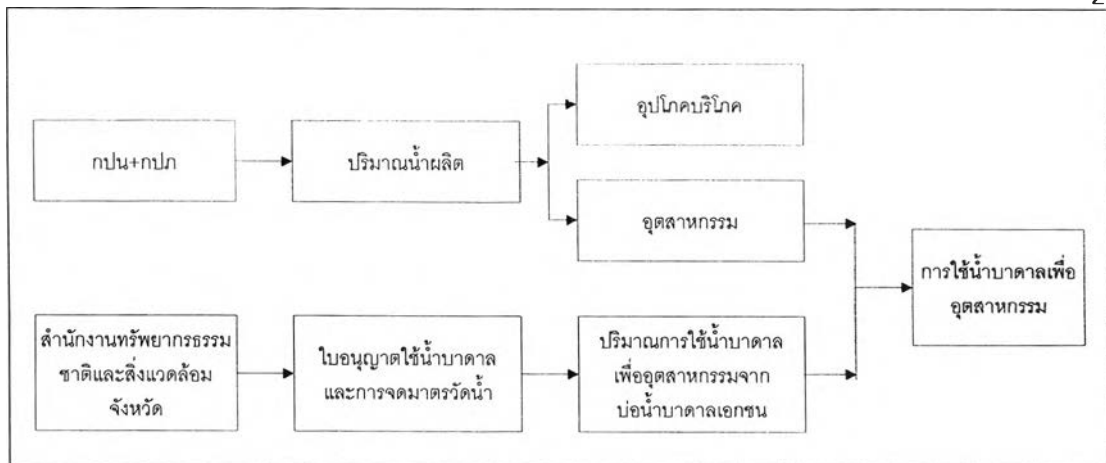 อุปโภคบริโภค
กปน+กปภ
ปริมาณน้ำผลิต
อุตสาหกรรม
การใช้น้ำบาดาลเพื่อ
อุตสาหกรรม
สำนักงานทรัพยากรธรรม
ชาติและสิ่งแวดล้อม
จังหวัด
ใบอนุญาตใช้น้ำบาดาล
และการจดมาตรวัดน้ำ
ปริมาณการใช้น้ำบาดาล
เพื่ออุตสาหกรรมจาก
บ่อน้ำบาดาลเอกชน